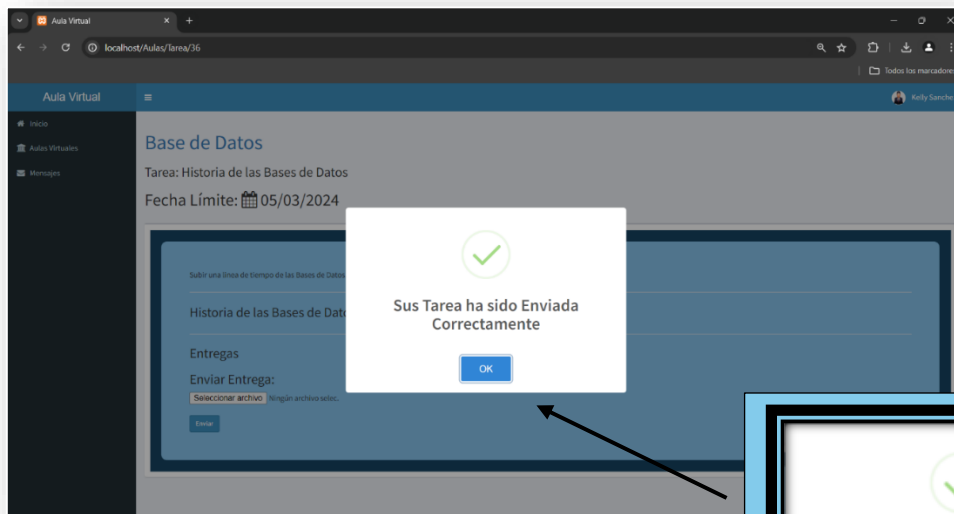 Aula Virtual
localhost/Aulas/Tarea/36
Todos los marcadores
Aula Virtual
Kelly Sanche
Inicio
Aulas Virtuales
Mensajes
Base de Datos
Tarea: Historia de las Bases de Datos
Fecha Límite: 05/03/2024
Subir una línea de tiempo de las Bases de Datos
Historia de las Bases de Dato
Entregas
Enviar Entrega:
Seleccionar archivo Ningún archivo selec.
Enviar
Sus Tarea ha sido Enviada
Correctamente
OK